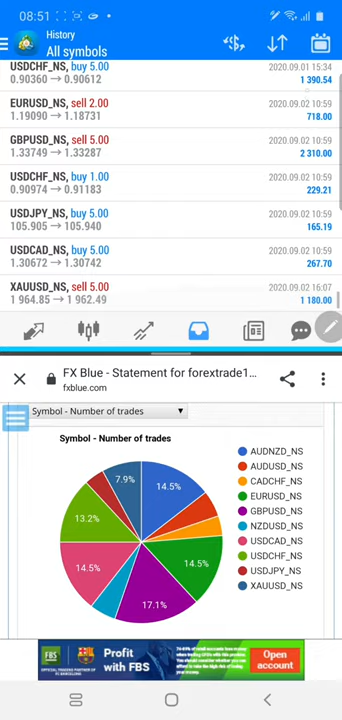 08:51
History
All symbols
USDCHF_NS, buy 5.00 2020.09.01 15:34
0.90360 → 0.90612 1 390.54
EURUSD_NS, sell 2.00 2020.09.02 10:59
1.19090 → 1.18731 718.00
GBPUSD_NS, sell 5.00 2020.09.02 10:59
1.33749 → 1.33287 2 310.00
USDCHF_NS, buy 1.00 2020.09.02 10:59
0.90974 → 0.91183 229.21
USDJPY_NS, buy 5.00 2020.09.02 10:59
105.905 → 105.940 165.19
USDCAD_NS, buy 5.00 2020.09.02 10:59
1.30672 → 1.30742 267.70
XAUUSD_NS, sell 5.00 2020.09.02 16:07
1 964.85 → 1 962.49 1 180.00
FX Blue - Statement for forextrade1...
fxblue.com
Symbol - Number of trades
Symbol - Number of trades
7.9%
14.5%
13.2%
14.5%
14.5%
17.1%
AUDNZD_NS
AUDUSD_NS
CADCHF_NS
EURUSD_NS
GBPUSD_NS
NZDUSD_NS
USDCAD_NS
USDCHF_NS
USDJPY_NS
XAUUSD_NS
FBS
Profit
with FBS
Open
account